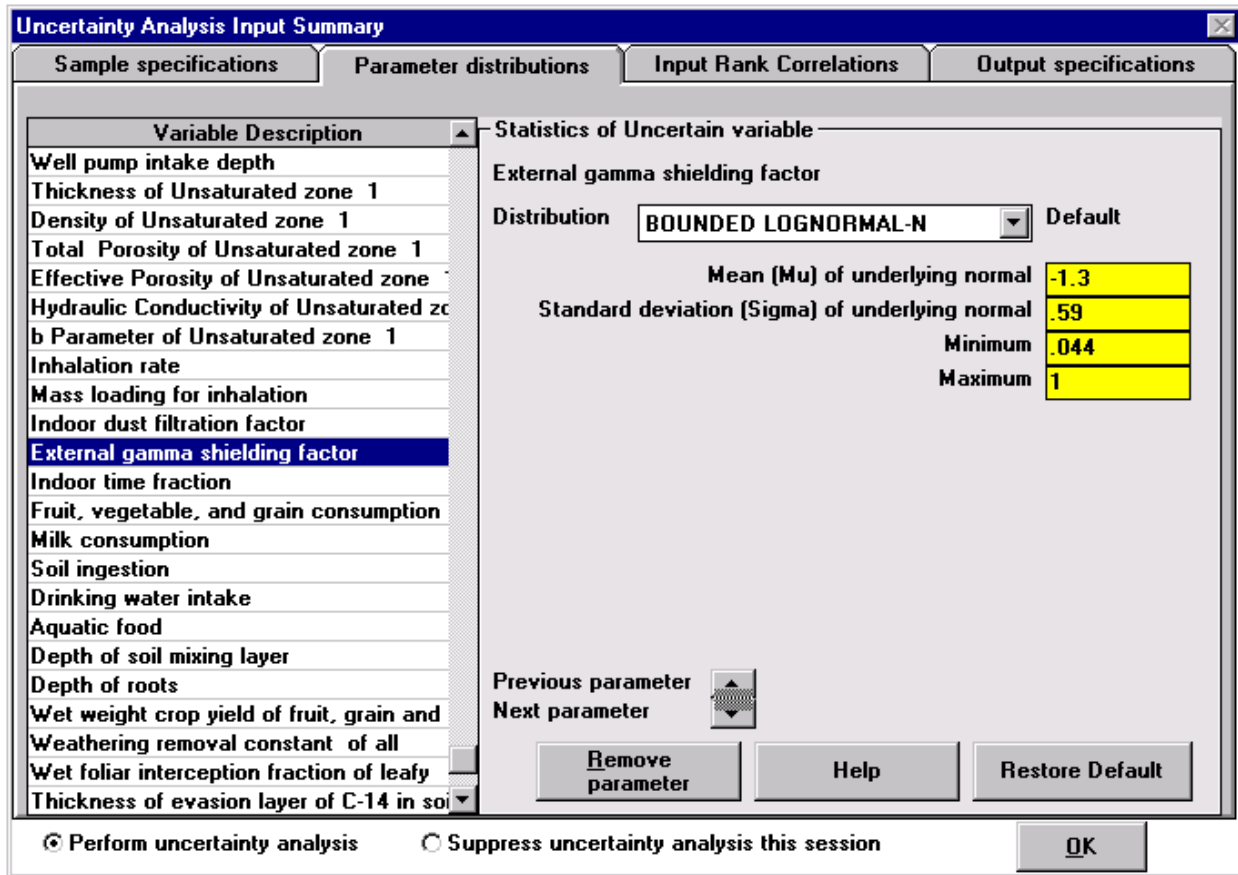 Uncertainty Analysis Input Summary
Sample specifications
Parameter distributions
Input Rank Correlations
Output specifications
Variable Description
Well pump intake depth
Thickness of Unsaturated zone 1
Density of Unsaturated zone 1
Total Porosity of Unsaturated zone 1
Effective Porosity of Unsaturated zone
Hydraulic Conductivity of Unsaturated zo
b Parameter of Unsaturated zone 1
Inhalation rate
Mass loading for inhalation
Indoor dust filtration factor
External gamma shielding factor
Indoor time fraction
Fruit, vegetable, and grain consumption
Milk consumption
Soil ingestion
Drinking water intake
Aquatic food
Depth of soil mixing layer
Depth of roots
Wet weight crop yield of fruit, grain and
Weathering removal constant of all
Wet foliar interception fraction of leafy
Thickness of evasion layer of C-14 in soi
Statistics of Uncertain variable
External gamma shielding factor
Distribution BOUNDED LOGNORMAL-N Default
Mean (Mu) of underlying normal -1.3
Standard deviation (Sigma) of underlying normal .59
Minimum .044
Maximum 1
Previous parameter
Next parameter
Remove parameter
Help
Restore Default
Perform uncertainty analysis
Suppress uncertainty analysis this session
OK